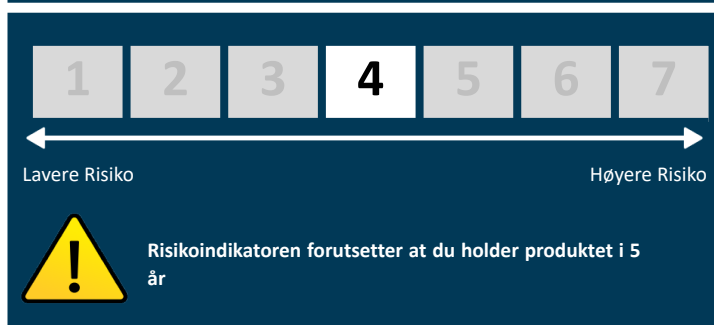 1 2 3 4 5 6 7
Lavere Risiko Høyere Risiko
!
Risikoindikatoren forutsetter at du holder produktet i 5
år